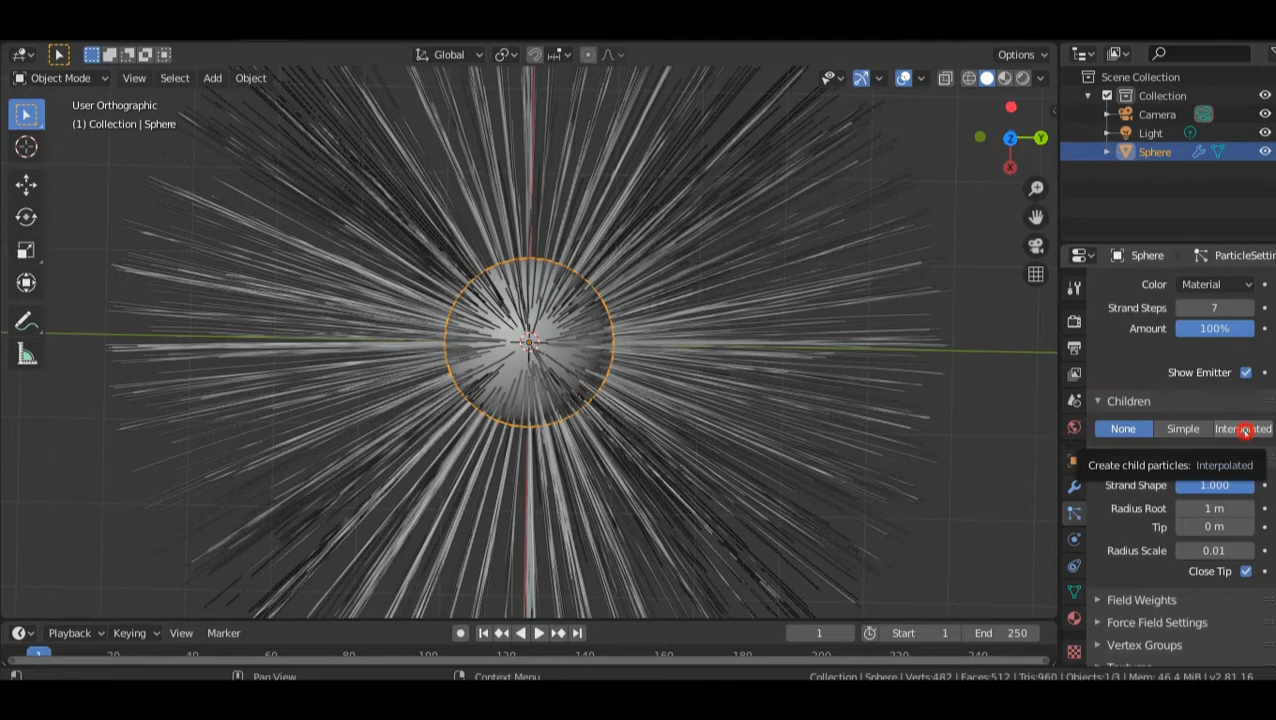 Global
Options
Object Mode
View
Select
Add
Object
User Orthographic
(1) Collection | Sphere
X
Y
Z
Scene Collection
Collection
Camera
Light
Sphere
Sphere
ParticleSetti
Color
Material
Strand Steps
7
Amount
100%
Show Emitter
Children
None
Simple
Interpolated
Create child particles: Interpolated
Strand Shape
1.000
Radius Root
1 m
Tip
0 m
Radius Scale
0.01
Close Tip
Field Weights
Force Field Settings
Vertex Groups
Textures
Playback
Keying
View
Marker
1
Start
1
End
250
1
20
40
60
80
100
120
140
160
180
200
220
240
Pan View
Context Menu
Collection | Sphere | Verts:482 | Faces:512 | Tris:960 | Objects:1/3 | Mem: 46.4 MiB | v2.81.16